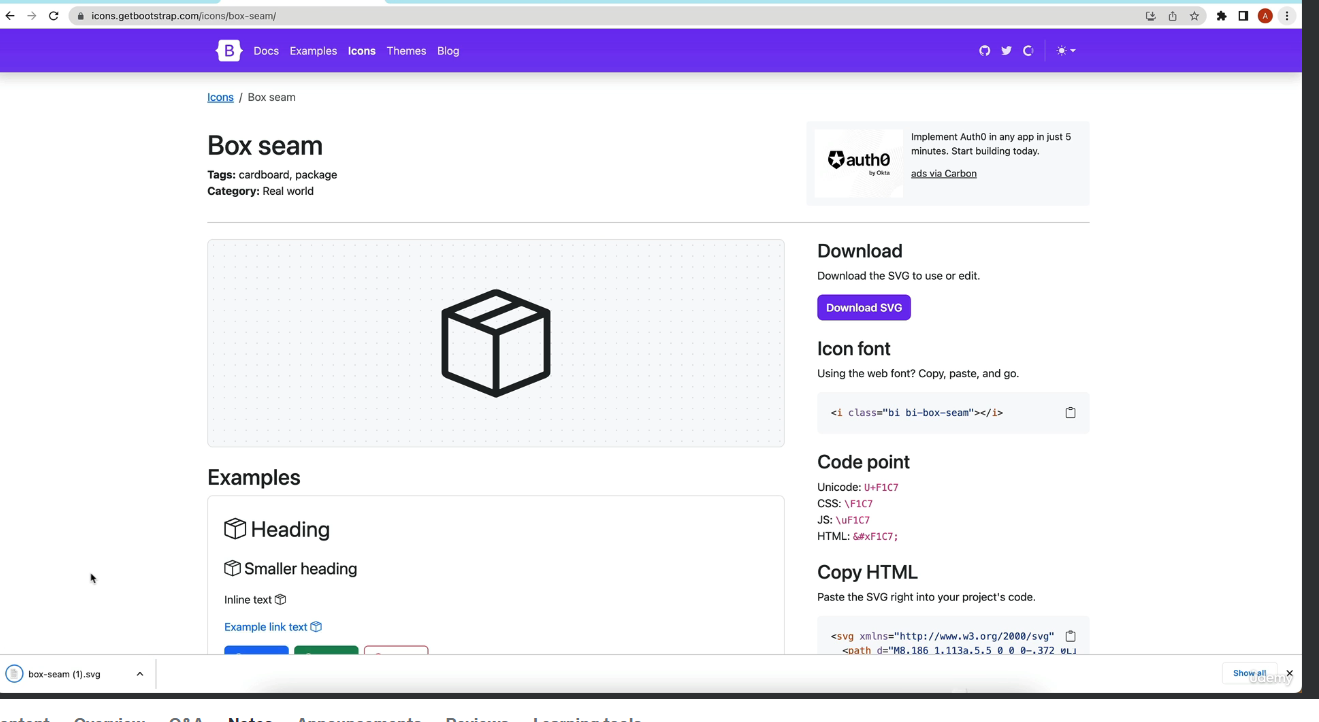 icons.getbootstrap.com/icons/box-seam/
A
B Docs Examples Icons Themes Blog
Icons / Box seam
Box seam
Tags: cardboard, package
Category: Real world
auth0
by Okta
Implement Auth0 in any app in just 5
minutes. Start building today.
ads via Carbon
Examples
Heading
Smaller heading
Inline text
Example link text
Download
Download the SVG to use or edit.
Download SVG
Icon font
Using the web font? Copy, paste, and go.
<i class="bi bi-box-seam"></i>
Code point
Unicode: U+F1C7
CSS: \F1C7
JS: \uF1C7
HTML: &#xF1C7;
Copy HTML
Paste the SVG right into your project's code.
<svg xmlns="http://www.w3.org/2000/svg"
<path d="M8.186 1.113a.5.5 0 0 0-.372 0L
box-seam (1).svg
Show all
udemy
Overview Q&A Notes Announcements Reviews Learning tools